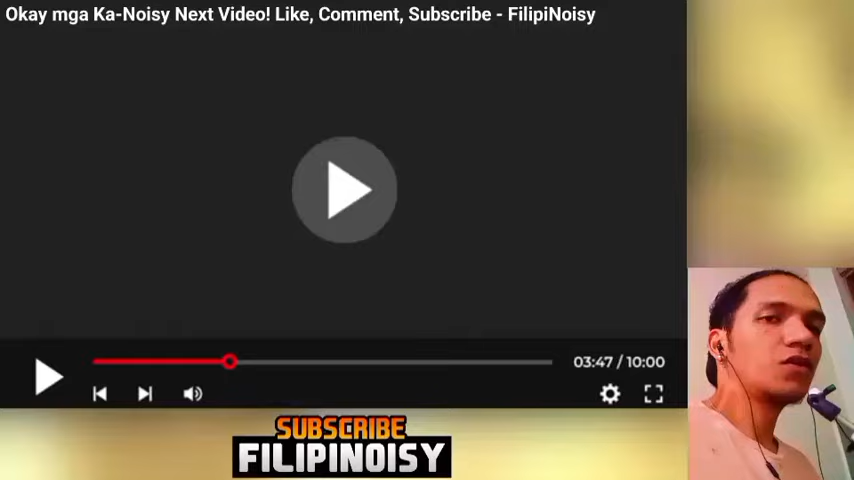 Okay mga Ka-Noisy Next Video! Like, Comment, Subscribe - FilipiNoisy
03:47 / 10:00
SUBSCRIBE
FILIPINOISY